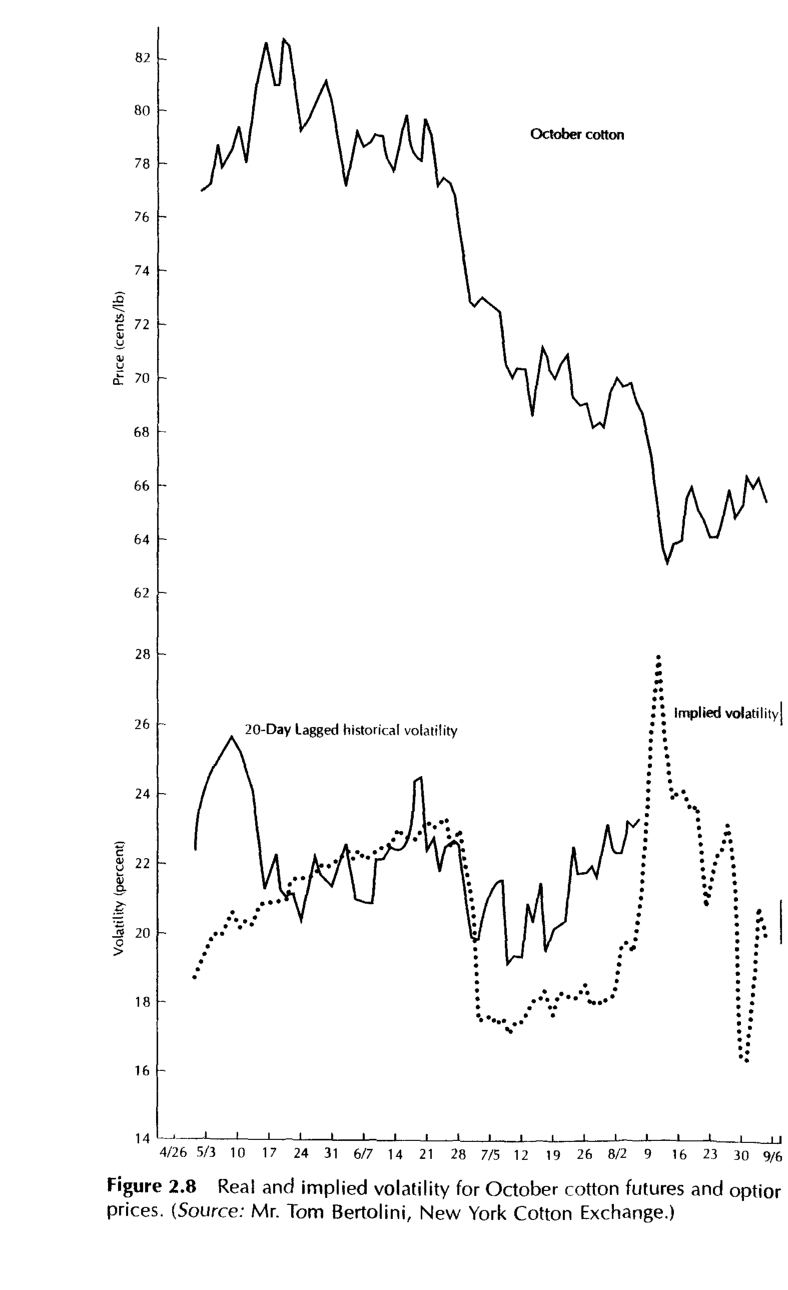 82
80
October cotton
78
76
74
72
Price (cents/lb)
70
68
66
64
62
28
Implied volatility
26
20-Day Lagged historical volatility
24
22
Volatility (percent)
20
18
16
14
4/26 5/3 10 17 24 31 6/7 14 21 28 7/5 12 19 26 8/2 9 16 23 30 9/6
Figure 2.8 Real and implied volatility for October cotton futures and optior
prices. (Source: Mr. Tom Bertolini, New York Cotton Exchange.)